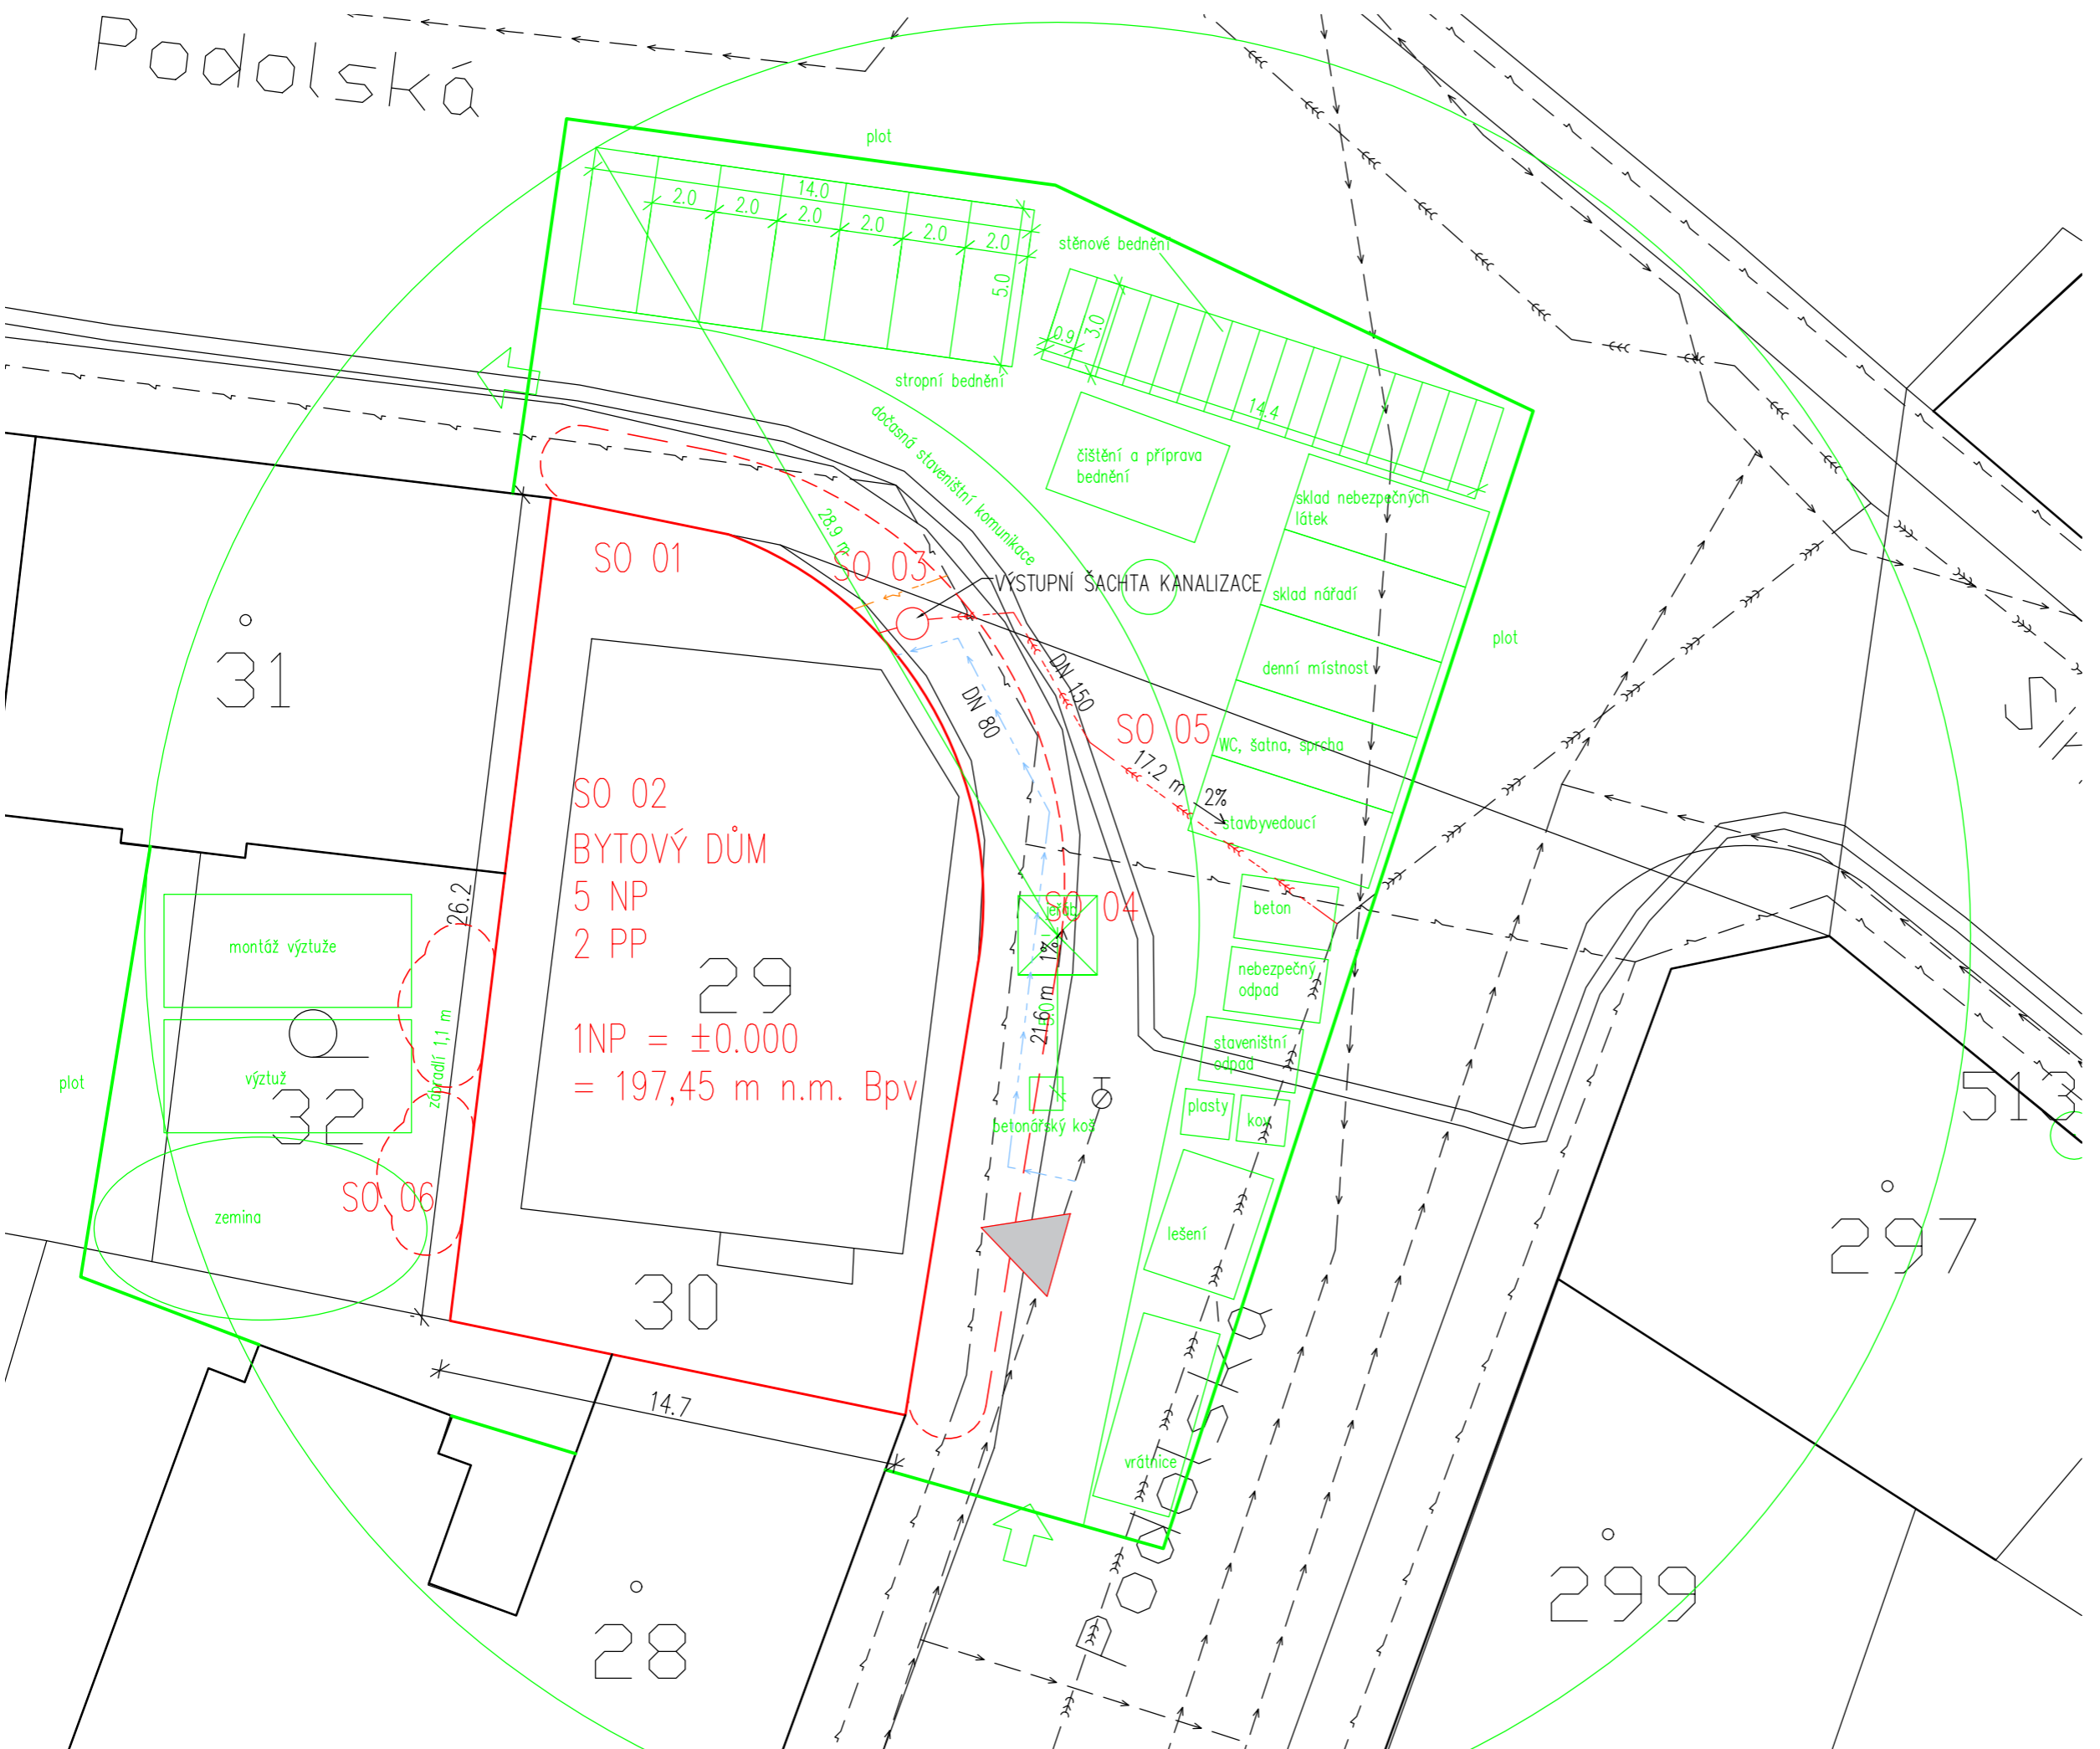 Podolská
plot
14.0
2.0
2.0
2.0
2.0
2.0
2.0
5.0
stěnové bednění
0.9
3.0
14.4
stropní bednění
dočasná staveništní komunikace
čištění a příprava
bednění
sklad nebezpečných
látek
28.9 m
SO 01
SO 03
VÝSTUPNÍ ŠACHTA KANALIZACE
sklad nářadí
plot
31
DN 150
DN 80
denní místnost
SO 05
WC, šatna, sprcha
17.2 m
2%
stavbyvedoucí
SO 02
BYTOVÝ DŮM
5 NP
2 PP
29
1NP = ±0.000
= 197,45 m n.m. Bpv
26.2
jeřáb
SO 04
beton
montáž výztuže
nebezpečný
odpad
21.6 m
1%
5.0
staveništní
odpad
zábradlí 1,1 m
plot
výztuž
32
plasty
kov
betonářský koš
513
SO 06
zemina
lešení
297
30
14.7
vrátnice
Na Podkovce
299
28